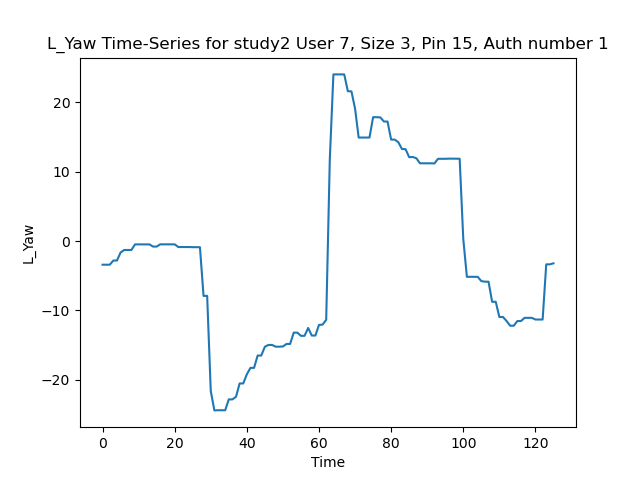 L_Yaw Time-Series for study2 User 7, Size 3, Pin 15, Auth number 1
20
10
0
−10
−20
L_Yaw
0 20 40 60 80 100 120
Time